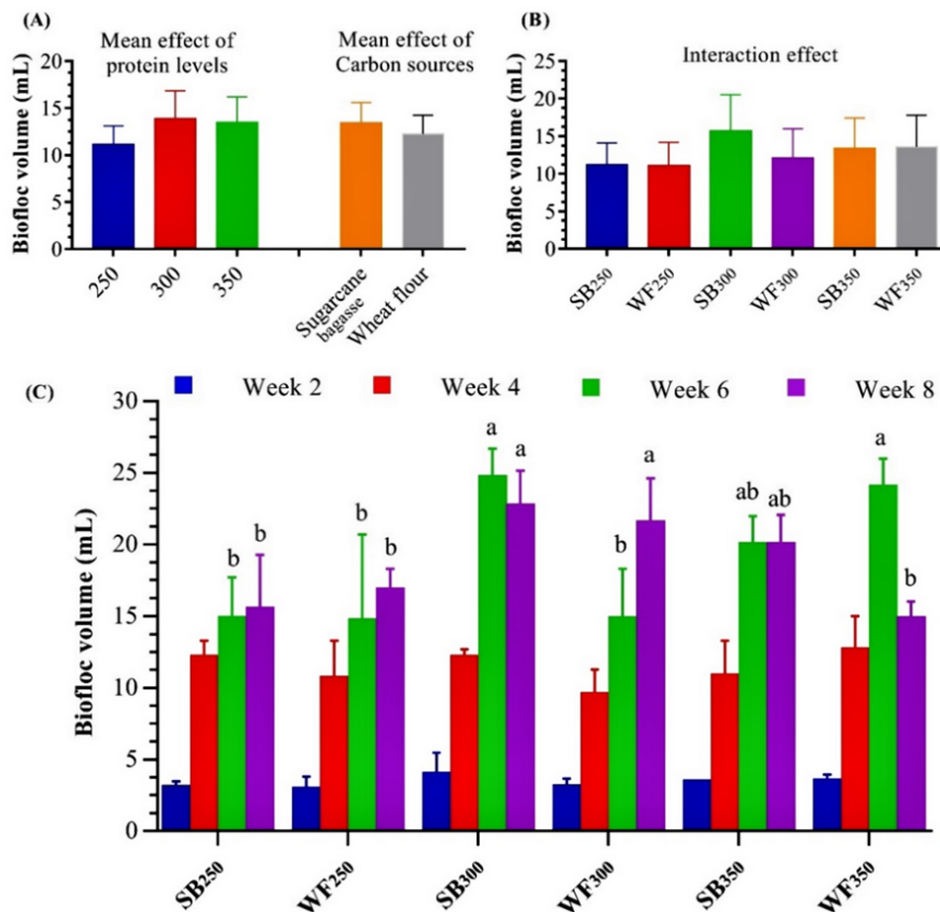 (A)
Mean effect of
protein levels
Mean effect of
Carbon sources
Biofloc volume (mL)
20
15
10
5
0
250
300
350
Sugarcane
bagasse
Wheat flour
(B)
Interaction effect
Biofloc volume (mL)
25
20
15
10
5
0
SB250
WF250
SB300
WF300
SB350
WF350
(C)
Week 2
Week 4
Week 6
Week 8
Biofloc volume (mL)
30
25
20
15
10
5
0
b
b
b
b
a
a
b
a
ab
ab
a
b
SB250
WF250
SB300
WF300
SB350
WF350